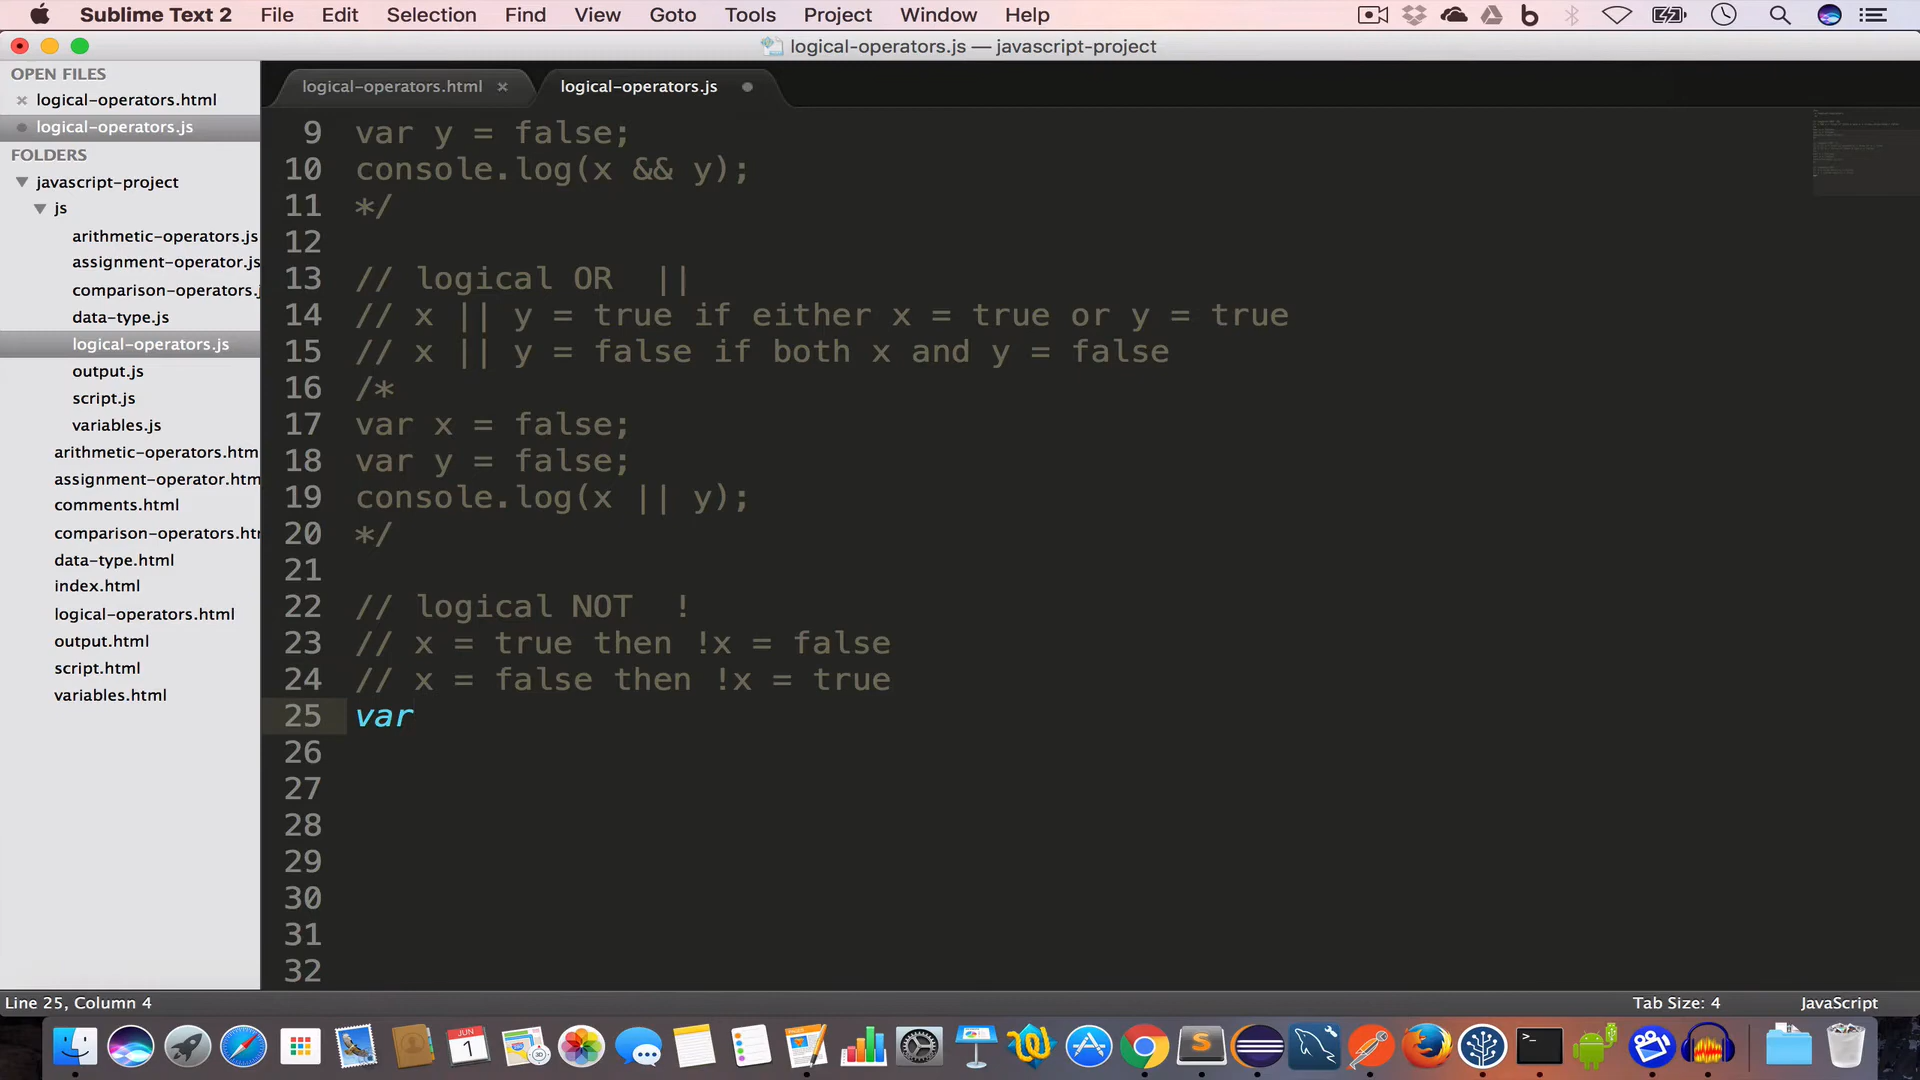 Sublime Text 2 File Edit Selection Find View Goto Tools Project Window Help
logical-operators.js — javascript-project
OPEN FILES
logical-operators.html
logical-operators.js
FOLDERS
javascript-project
js
arithmetic-operators.js
assignment-operator.js
comparison-operators.j
data-type.js
logical-operators.js
output.js
script.js
variables.js
arithmetic-operators.htm
assignment-operator.htm
comments.html
comparison-operators.htm
data-type.html
index.html
logical-operators.html
output.html
script.html
variables.html
logical-operators.html × logical-operators.js
9 var y = false;
10 console.log(x && y);
11 */
12
13 // logical OR  ||
14 // x || y = true if either x = true or y = true
15 // x || y = false if both x and y = false
16 /*
17 var x = false;
18 var y = false;
19 console.log(x || y);
20 */
21
22 // logical NOT  !
23 // x = true then !x = false
24 // x = false then !x = true
25 var
26
27
28
29
30
31
32
Line 25, Column 4 Tab Size: 4 JavaScript
JUN
1